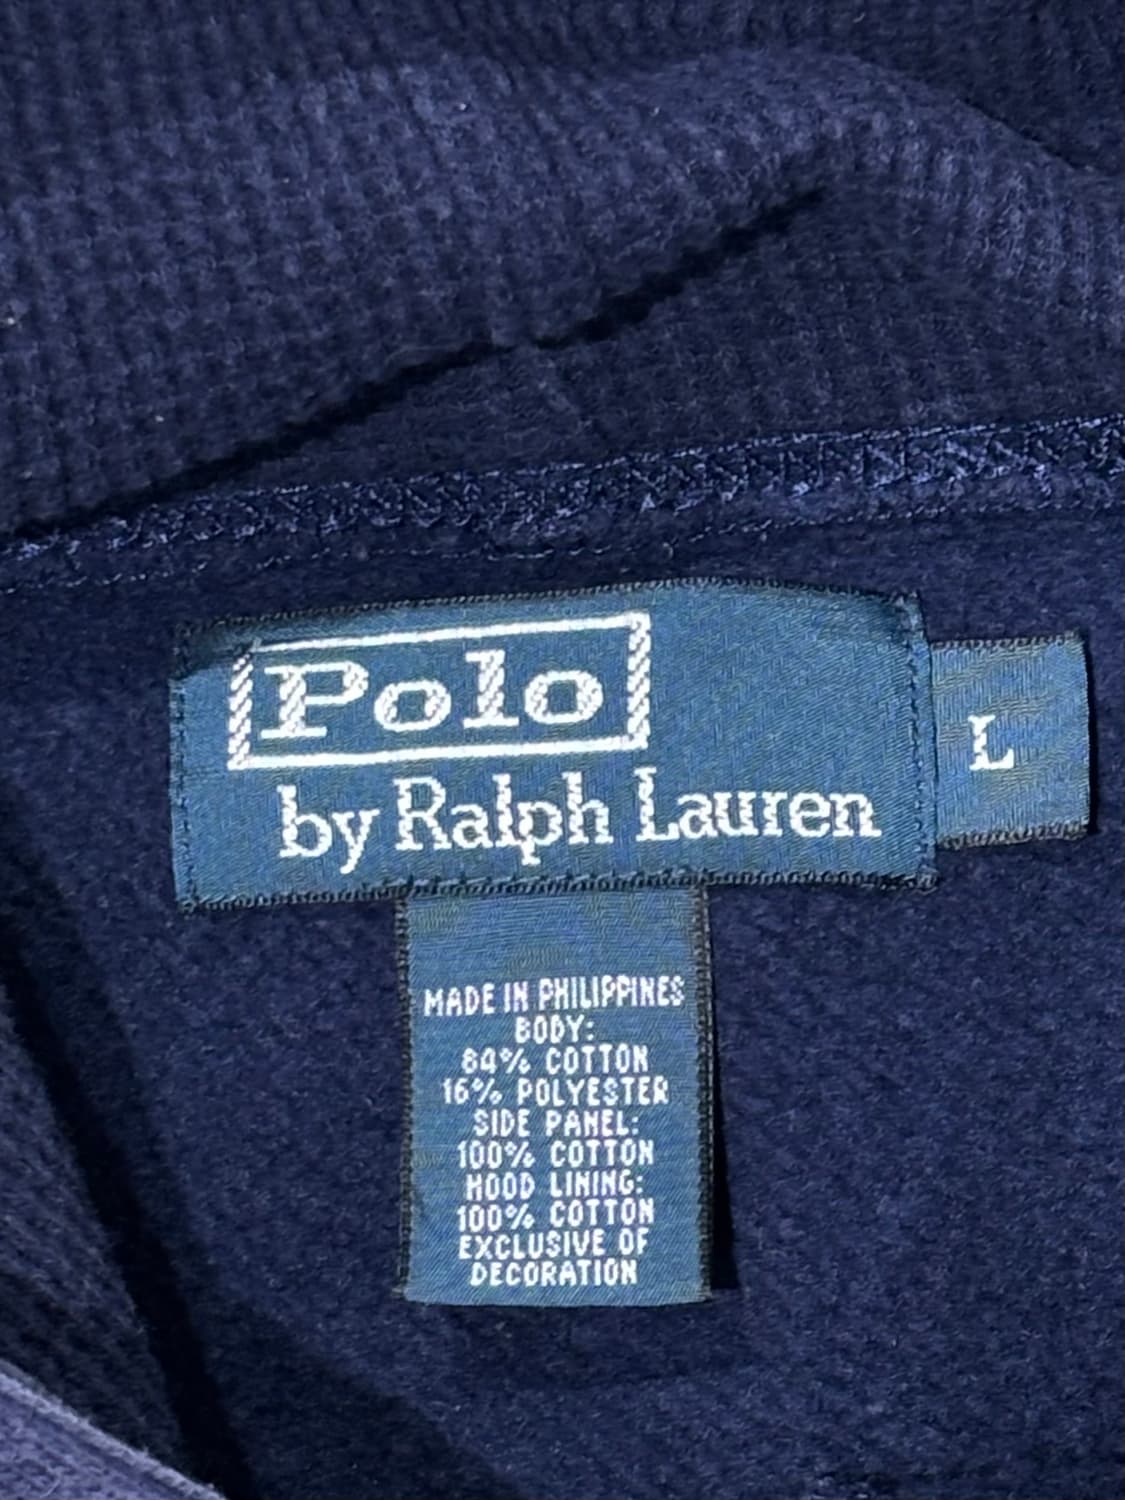 Polo
by Ralph Lauren
L
MADE IN PHILIPPINES
BODY:
84% COTTON
16% POLYESTER
SIDE PANEL:
100% COTTON
HOOD LINING:
100% COTTON
EXCLUSIVE OF
DECORATION